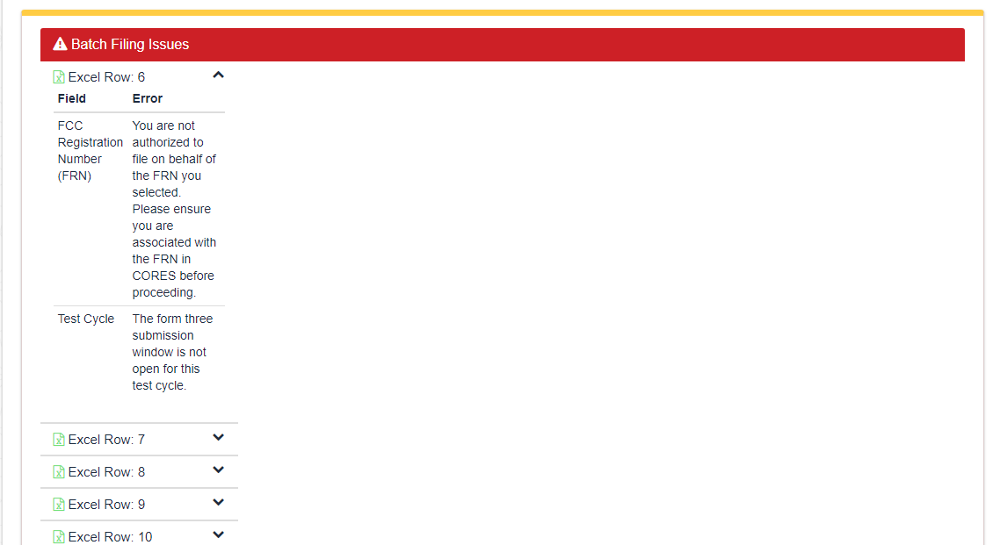 Batch Filing Issues
Excel Row: 6
Field Error
FCC Registration Number (FRN)
You are not
authorized to
file on behalf of
the FRN you
selected.
Please ensure
you are
associated with
the FRN in
CORES before
proceeding.
Test Cycle
The form three
submission
window is not
open for this
test cycle.
Excel Row: 7
Excel Row: 8
Excel Row: 9
Excel Row: 10